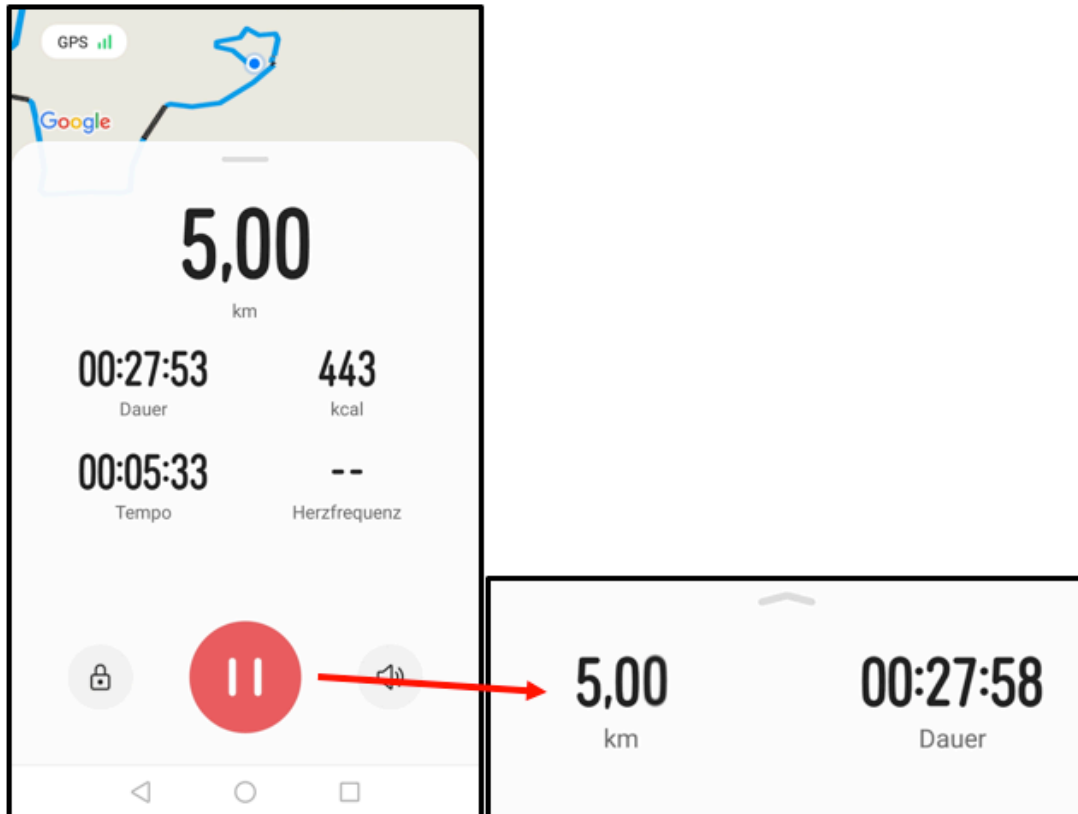 GPS
Google
5,00
km
00:27:53 443
Dauer kcal
00:05:33 --
Tempo Herzfrequenz
5,00 00:27:58
km Dauer